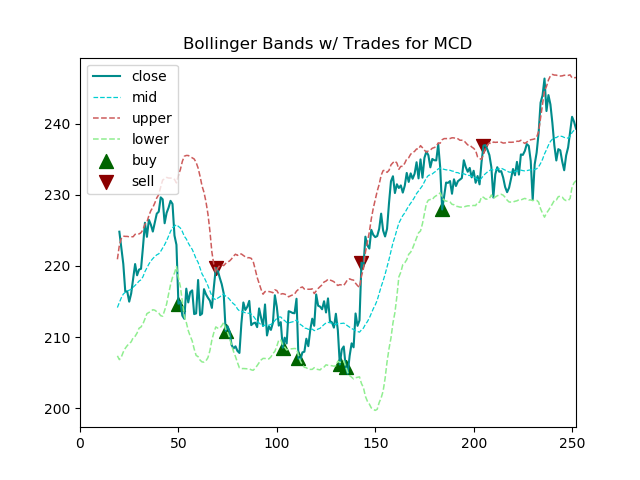 Bollinger Bands w/ Trades for MCD
close
mid
upper
lower
buy
sell
240
230
220
210
200
0 50 100 150 200 250